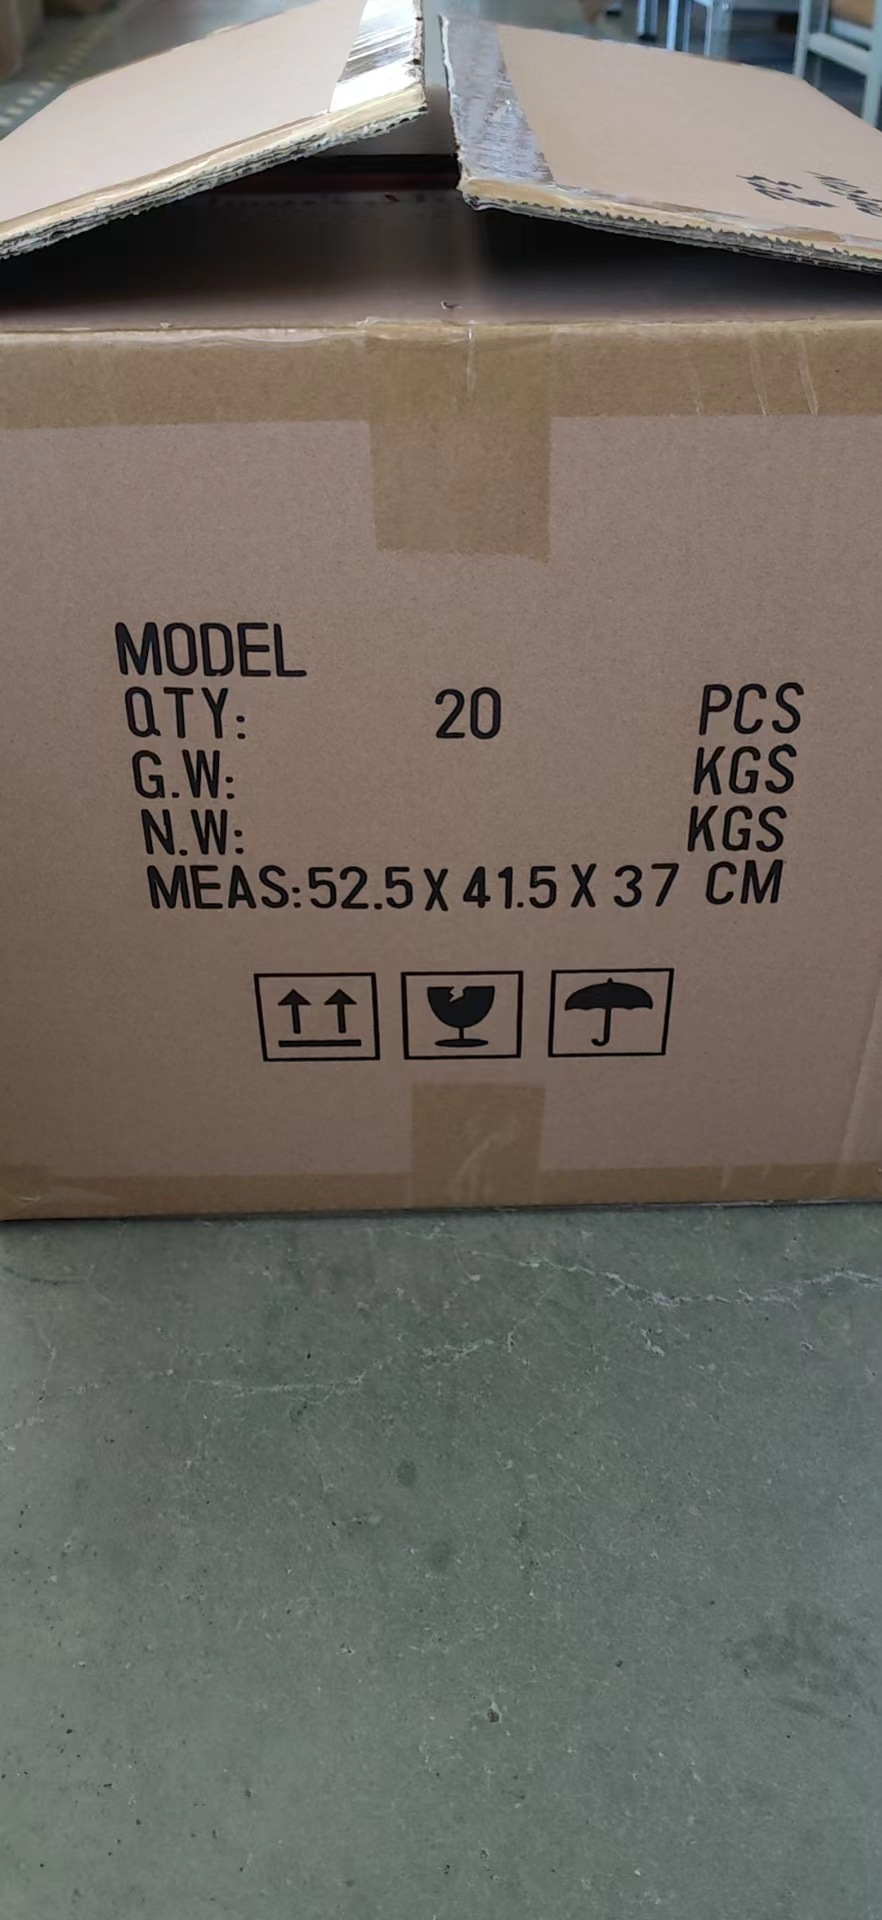 MODEL
QTY: 20 PCS
G.W: KGS
N.W: KGS
MEAS:52.5 X 41.5 X 37 CM